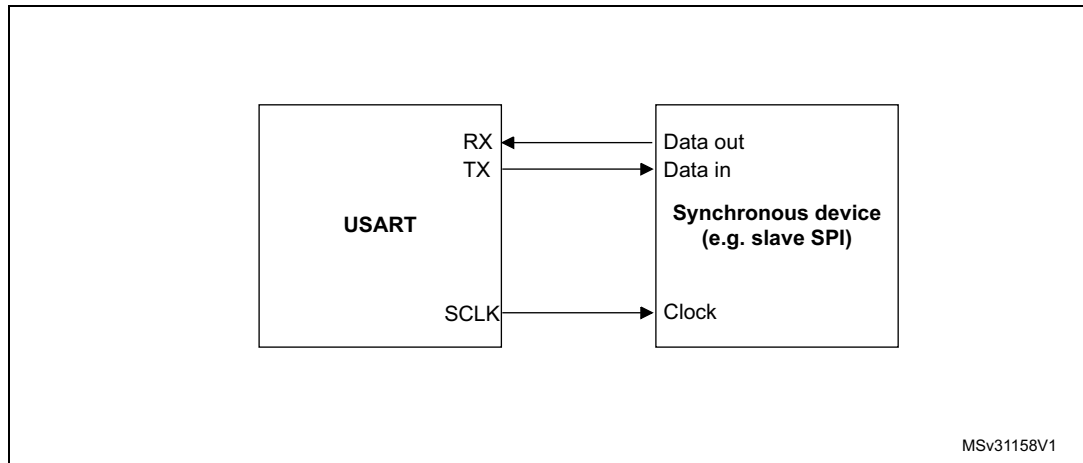 RX
TX
USART
SCLK
Data out
Data in
Synchronous device
(e.g. slave SPI)
Clock
MSv31158V1